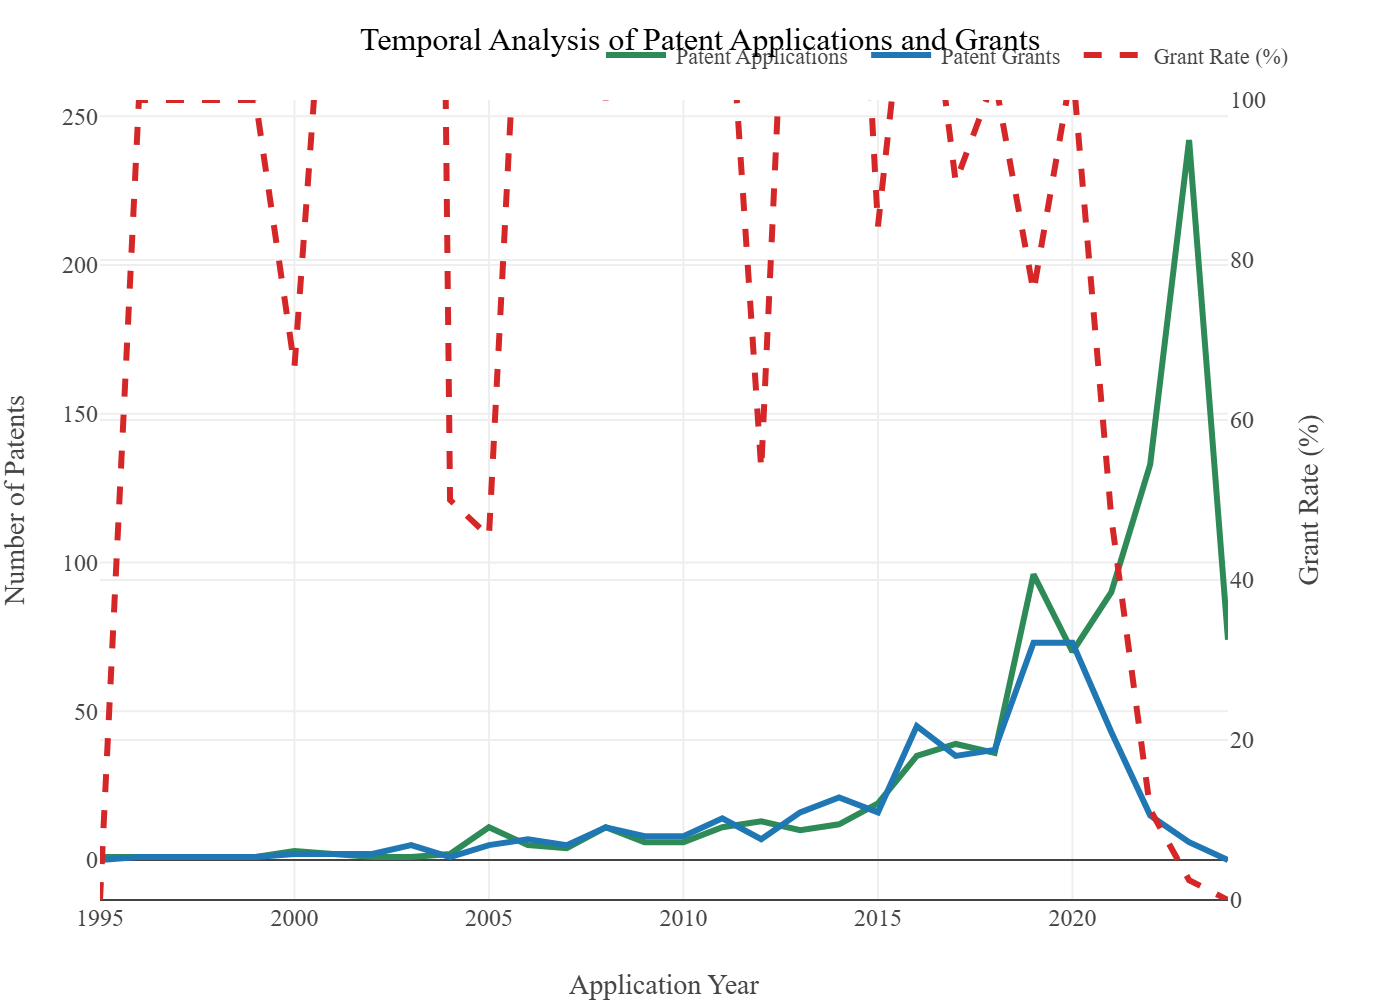 Temporal Analysis of Patent Applications and Grants
Patent Applications
Patent Grants
Grant Rate (%)
250
200
150
100
50
0
Number of Patents
100
80
60
40
20
0
Grant Rate (%)
1995
2000
2005
2010
2015
2020
Application Year